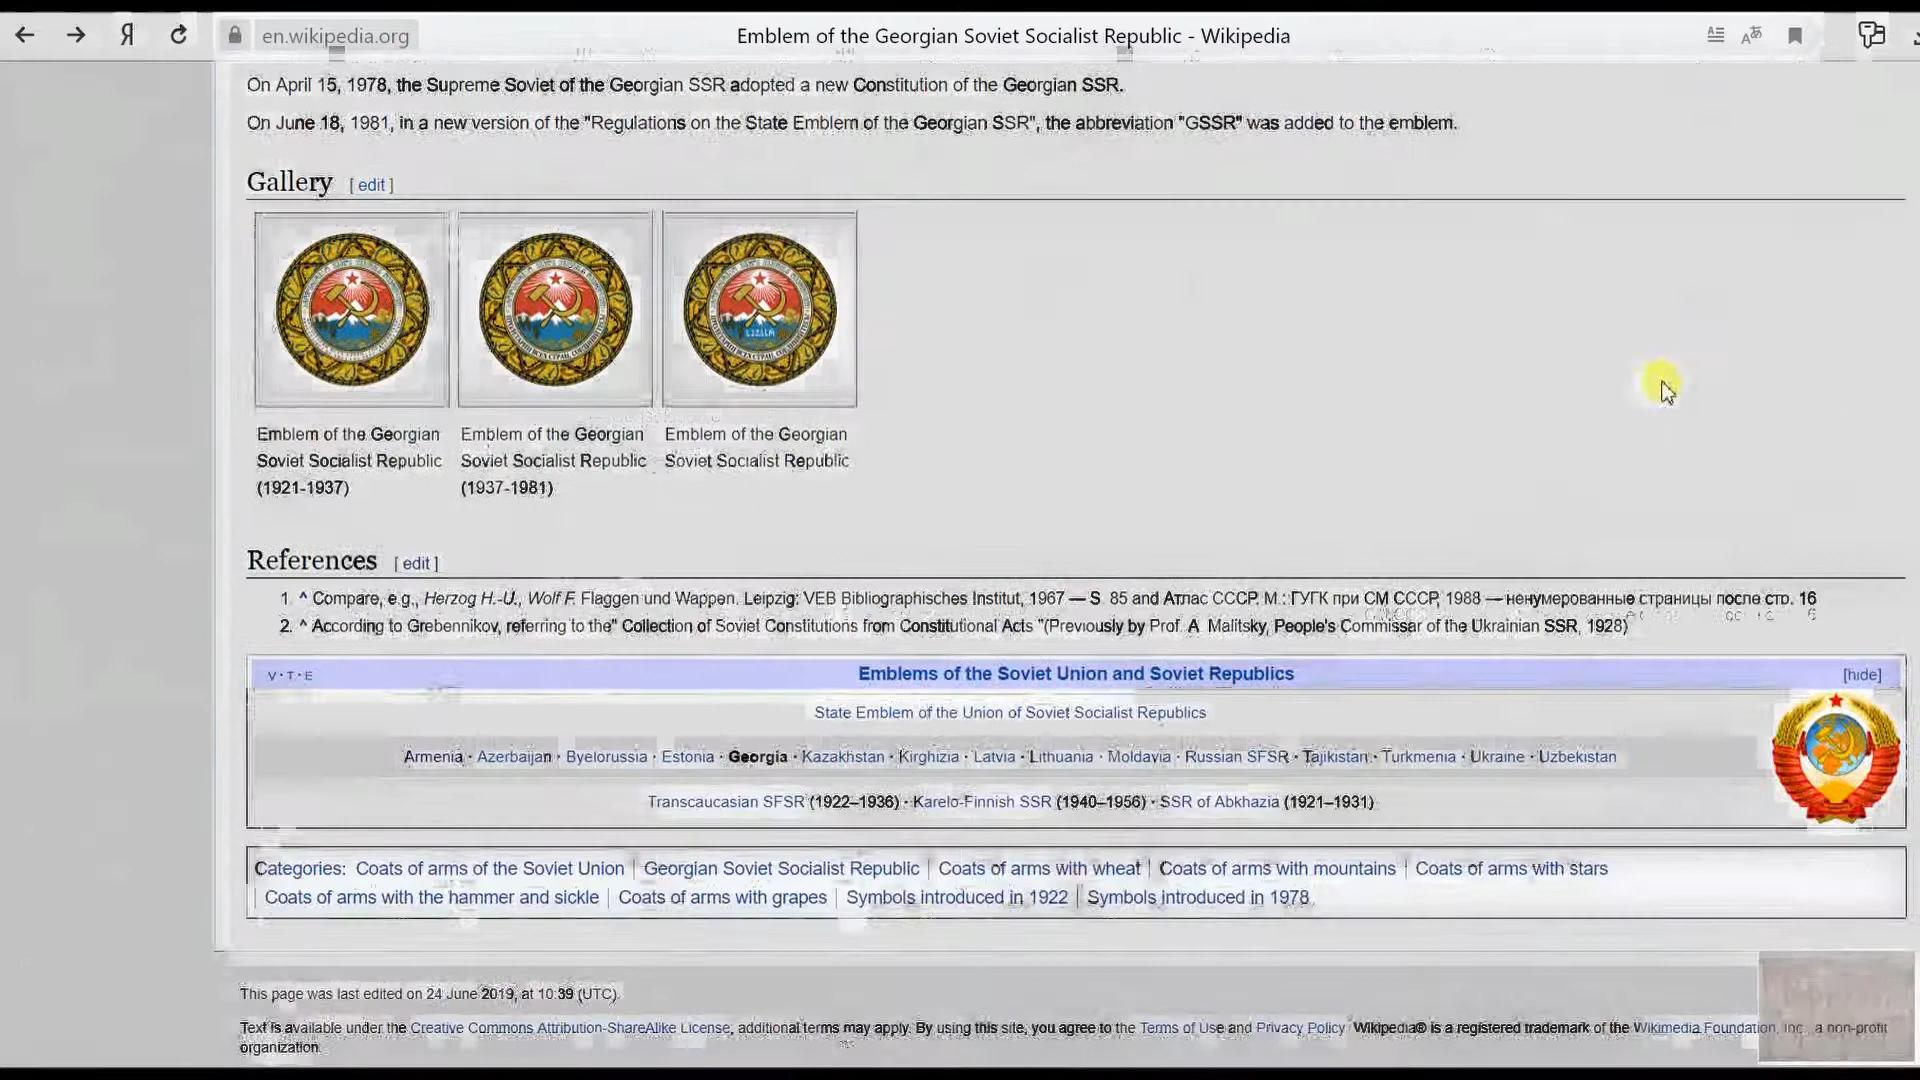 Я en.wikipedia.org Emblem of the Georgian Soviet Socialist Republic - Wikipedia
On April 15, 1978, the Supreme Soviet of the Georgian SSR adopted a new Constitution of the Georgian SSR.
On June 18, 1981, in a new version of the "Regulations on the State Emblem of the Georgian SSR", the abbreviation "GSSR" was added to the emblem.
Gallery [ edit ]
Emblem of the Georgian Soviet Socialist Republic (1921-1937)
Emblem of the Georgian Soviet Socialist Republic (1937-1981)
Emblem of the Georgian Soviet Socialist Republic
References [ edit ]
1. ^ Compare, e.g., Herzog H.-U., Wolf F. Flaggen und Wappen. Leipzig: VEB Bibliographisches Institut, 1967 — S. 85 and Атлас СССР. М.: ГУГК при СМ СССР, 1988 — ненумерованные страницы после стр. 16
2. ^ According to Grebennikov, referring to the" Collection of Soviet Constitutions from Constitutional Acts "(Previously by Prof. A. Malitsky, People's Commissar of the Ukrainian SSR, 1928)
V · T · E Emblems of the Soviet Union and Soviet Republics [hide]
State Emblem of the Union of Soviet Socialist Republics
Armenia · Azerbaijan · Byelorussia · Estonia · Georgia · Kazakhstan · Kirghizia · Latvia · Lithuania · Moldavia · Russian SFSR · Tajikistan · Turkmenia · Ukraine · Uzbekistan
Transcaucasian SFSR (1922–1936) · Karelo-Finnish SSR (1940–1956) · SSR of Abkhazia (1921–1931)
Categories: Coats of arms of the Soviet Union | Georgian Soviet Socialist Republic | Coats of arms with wheat | Coats of arms with mountains | Coats of arms with stars
| Coats of arms with the hammer and sickle | Coats of arms with grapes | Symbols introduced in 1922 | Symbols introduced in 1978
This page was last edited on 24 June 2019, at 10:39 (UTC).
Text is available under the Creative Commons Attribution-ShareAlike License, additional terms may apply. By using this site, you agree to the Terms of Use and Privacy Policy. Wikipedia® is a registered trademark of the Wikimedia Foundation, Inc., a non-profit
organization.